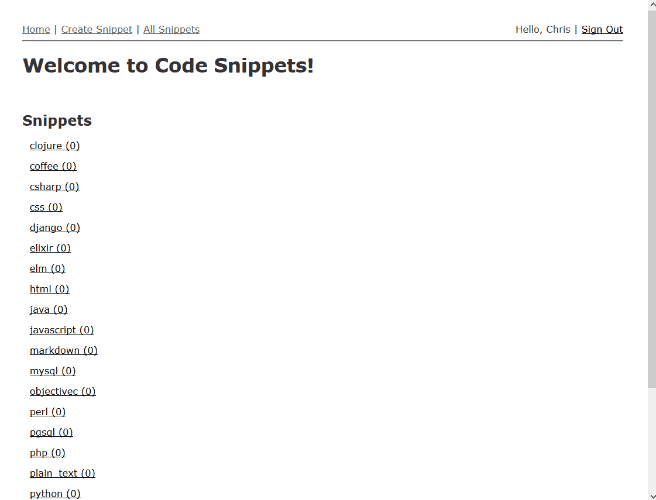 Home | Create Snippet | All Snippets Hello, Chris | Sign Out
Welcome to Code Snippets!
Snippets
clojure (0)
coffee (0)
csharp (0)
css (0)
django (0)
elixir (0)
elm (0)
html (0)
java (0)
javascript (0)
markdown (0)
mysql (0)
objectivec (0)
perl (0)
pgsql (0)
php (0)
plain_text (0)
python (0)